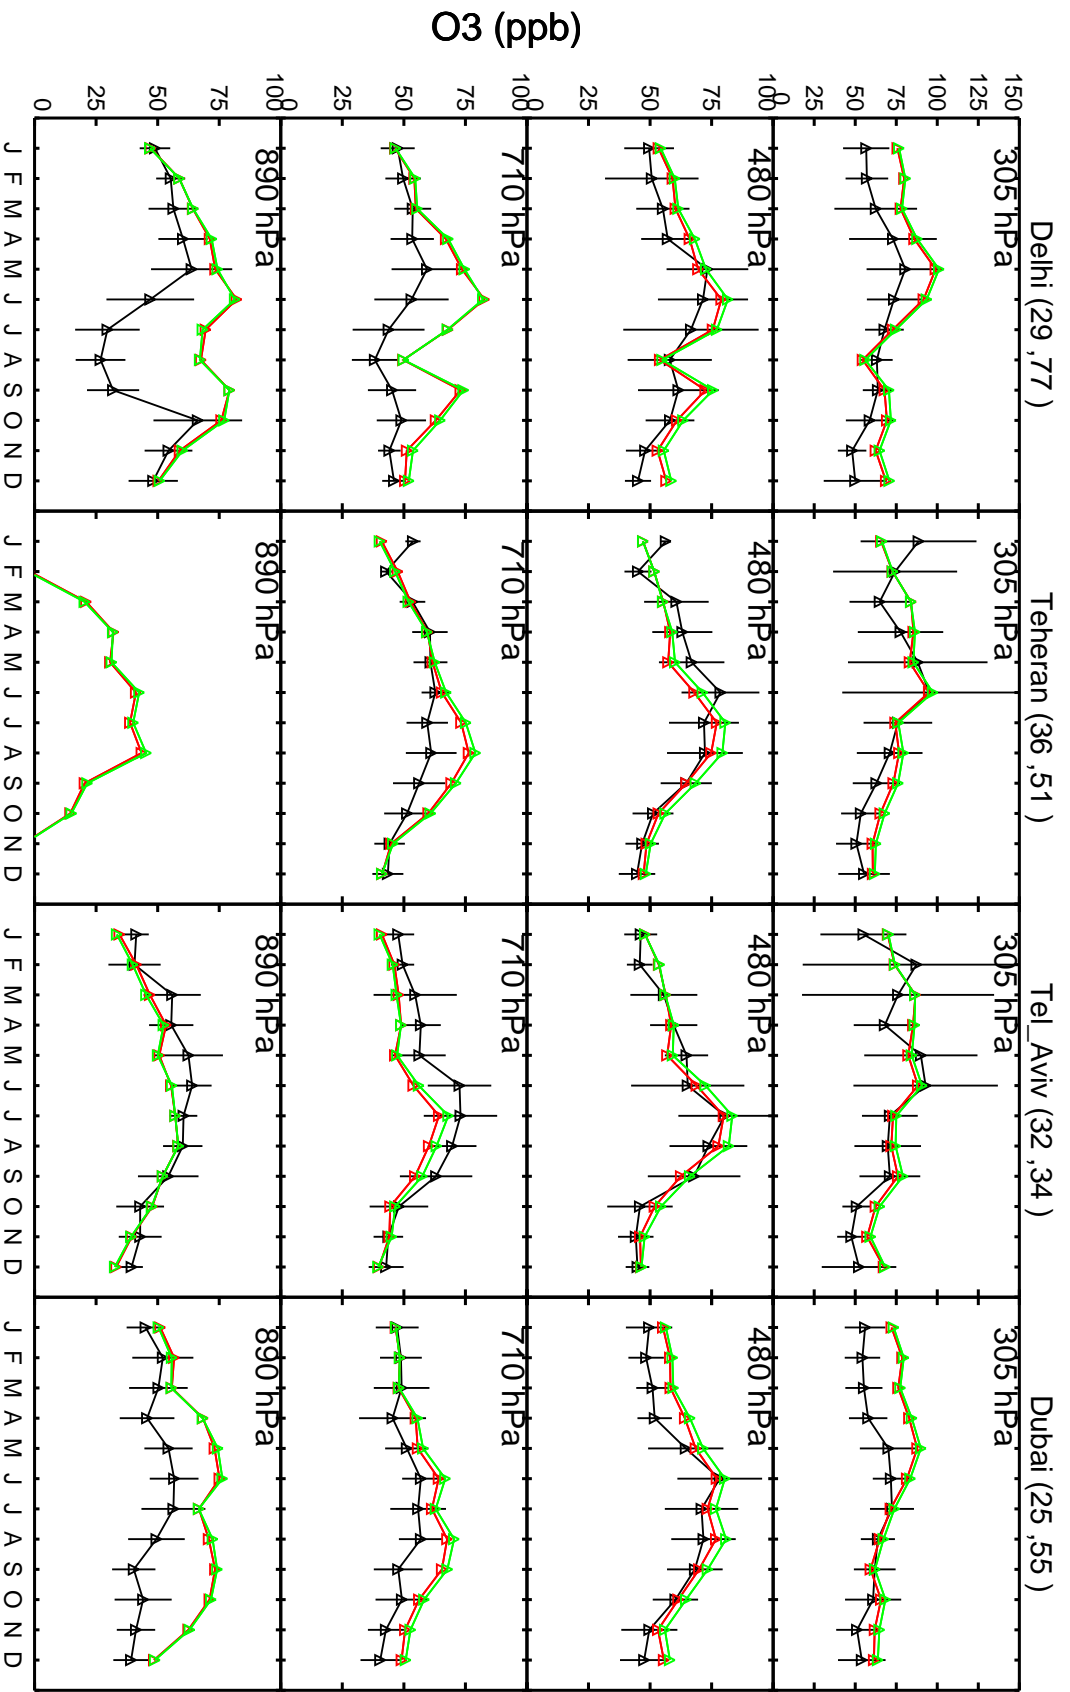 Delhi (29 ,77 )
Teheran (36 ,51 )
Tel_Aviv (32 ,34 )
Dubai (25 ,55 )
O3 (ppb)
150
125
100
75
50
25
0
305 hPa
305 hPa
305 hPa
305 hPa
100
75
50
25
0
480 hPa
480 hPa
480 hPa
480 hPa
100
75
50
25
0
710 hPa
710 hPa
710 hPa
710 hPa
100
75
50
25
0
890 hPa
890 hPa
890 hPa
890 hPa
J F M A M J J A S O N D
J F M A M J J A S O N D
J F M A M J J A S O N D
J F M A M J J A S O N D